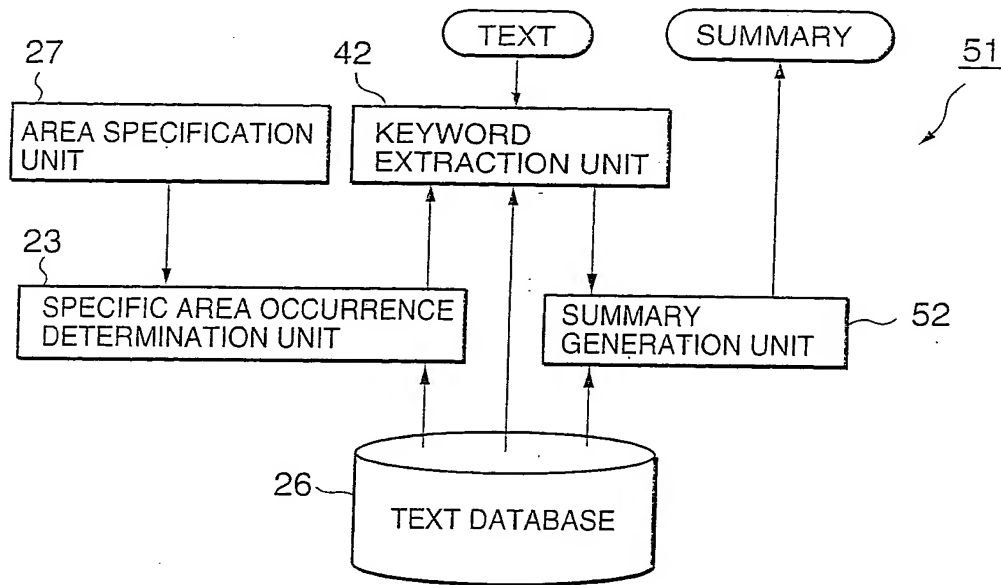 TEXT
SUMMARY
51
27
42
AREA SPECIFICATION
UNIT
KEYWORD
EXTRACTION UNIT
23
SPECIFIC AREA OCCURRENCE
DETERMINATION UNIT
SUMMARY
GENERATION UNIT
52
26
TEXT DATABASE